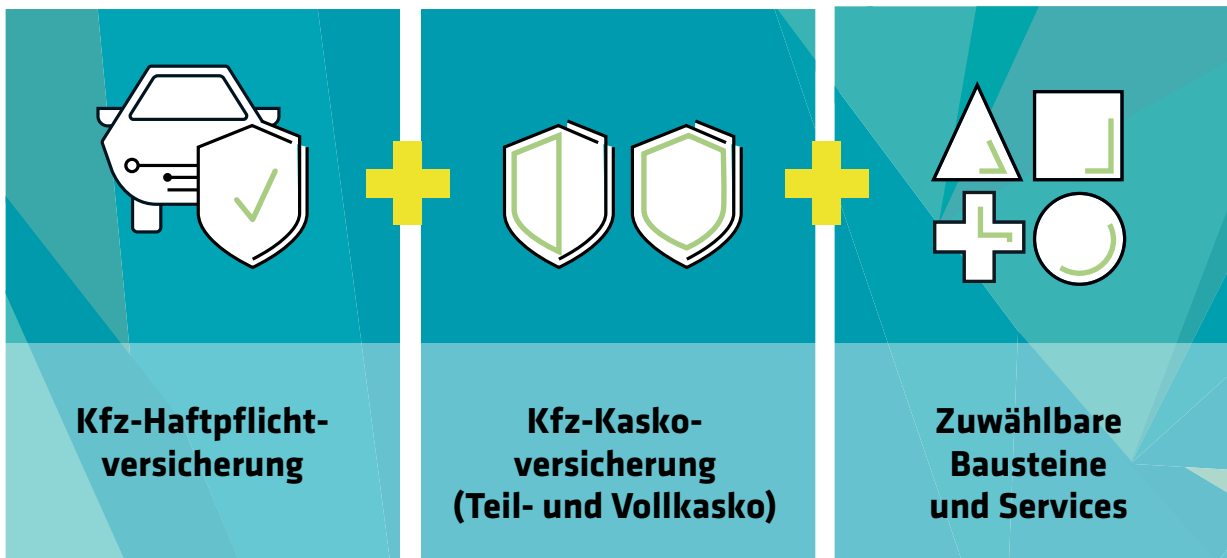 Kfz-Haftpflicht-
versicherung
Kfz-Kasko-
versicherung
(Teil- und Vollkasko)
Zuwählbare
Bausteine
und Services